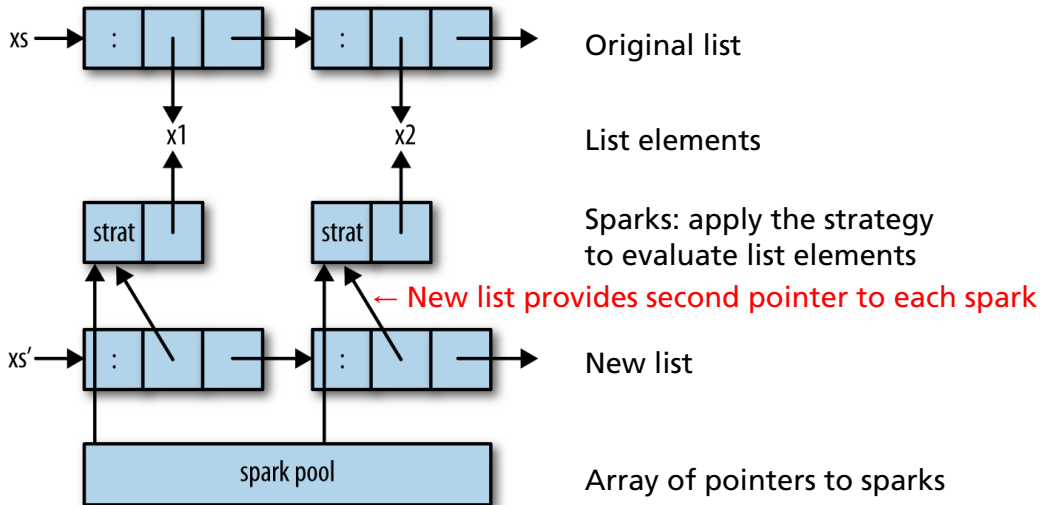 xs : : Original list
x1 x2 List elements
strat strat Sparks: apply the strategy
to evaluate list elements
← New list provides second pointer to each spark
xs’ : : New list
spark pool Array of pointers to sparks